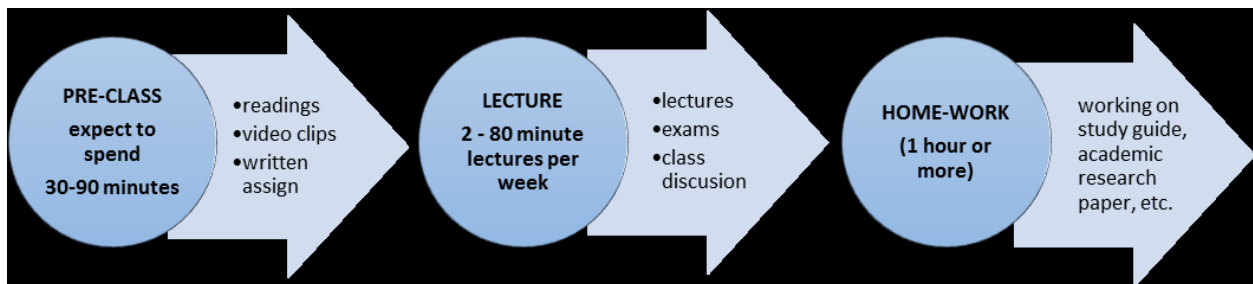 PRE-CLASS
expect to
spend
30-90 minutes
•readings
•video clips
•written
assign
LECTURE
2 - 80 minute
lectures per
week
•lectures
•exams
•class
discusion
HOME-WORK
(1 hour or
more)
working on
study guide,
academic
research
paper, etc.